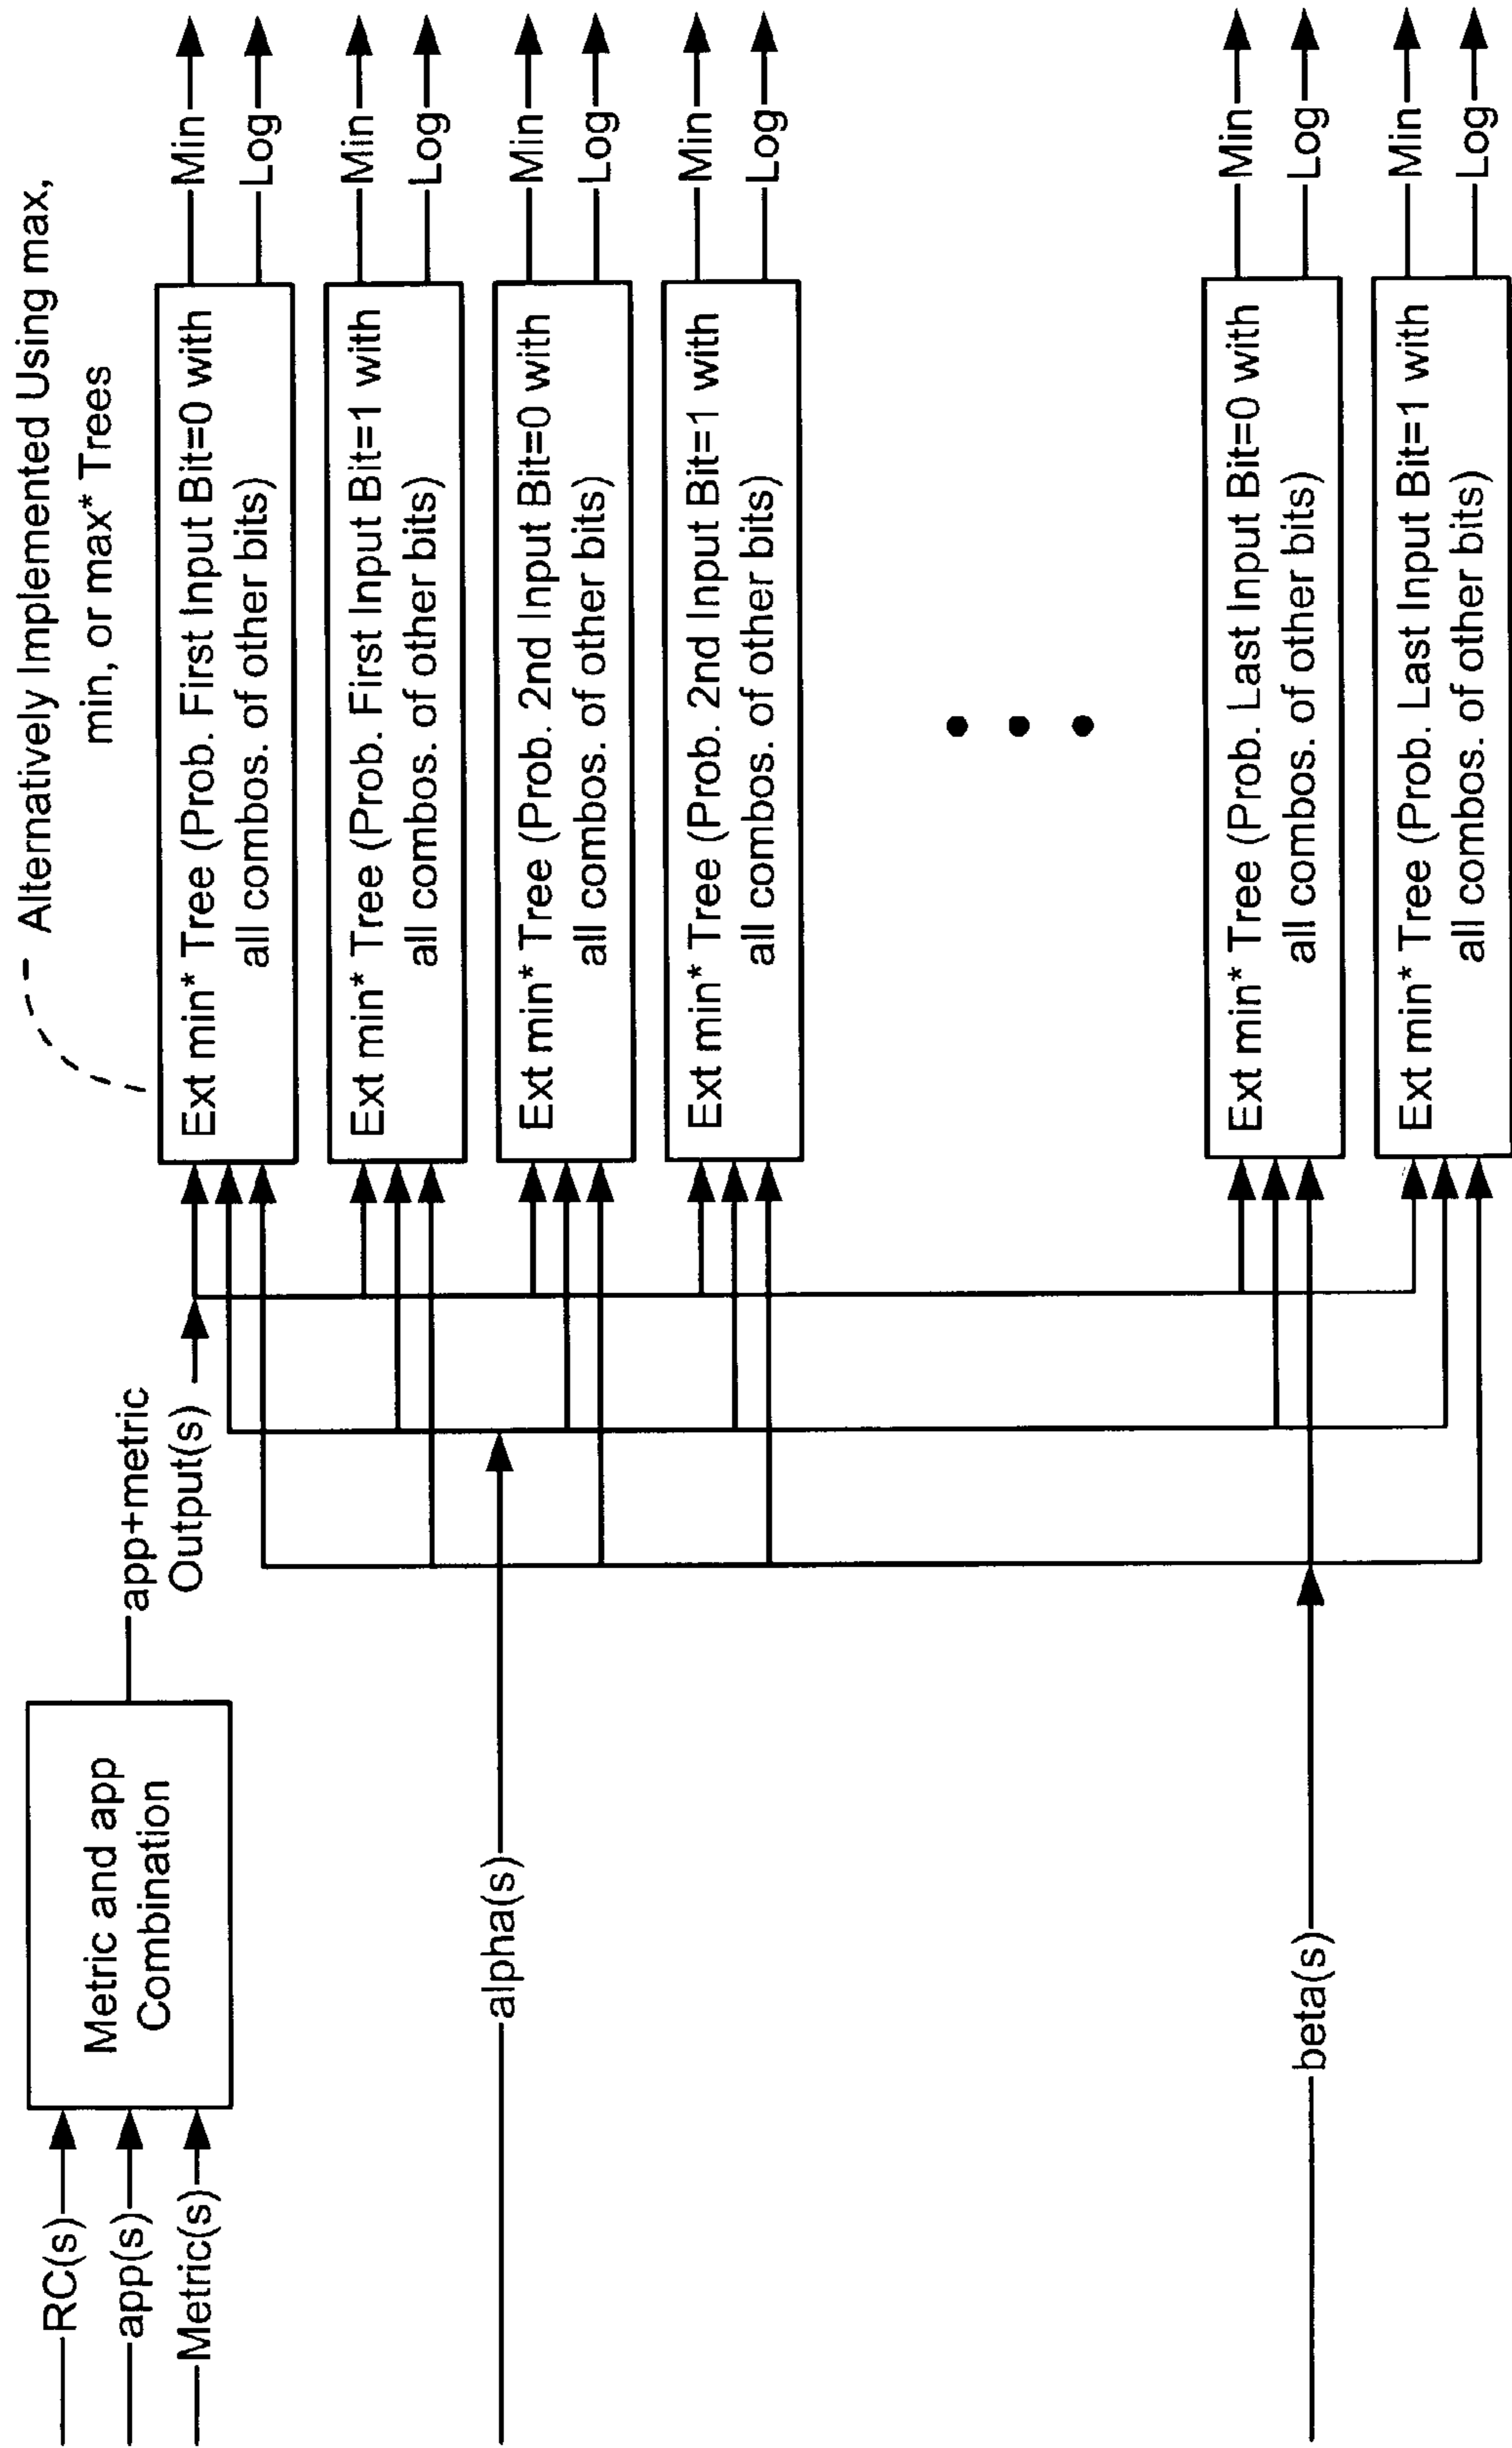 Alternatively Implemented Using max,
min, or max* Trees
RC(s)
app(s)
Metric(s)
Metric and app
Combination
app+metric
Output(s)
alpha(s)
beta(s)
Ext min* Tree (Prob. First Input Bit=0 with
all combos. of other bits)
Min
Log
Ext min* Tree (Prob. First Input Bit=1 with
all combos. of other bits)
Min
Log
Ext min* Tree (Prob. 2nd Input Bit=0 with
all combos. of other bits)
Min
Log
Ext min* Tree (Prob. 2nd Input Bit=1 with
all combos. of other bits)
Min
Log
Ext min* Tree (Prob. Last Input Bit=0 with
all combos. of other bits)
Min
Log
Ext min* Tree (Prob. Last Input Bit=1 with
all combos. of other bits)
Min
Log